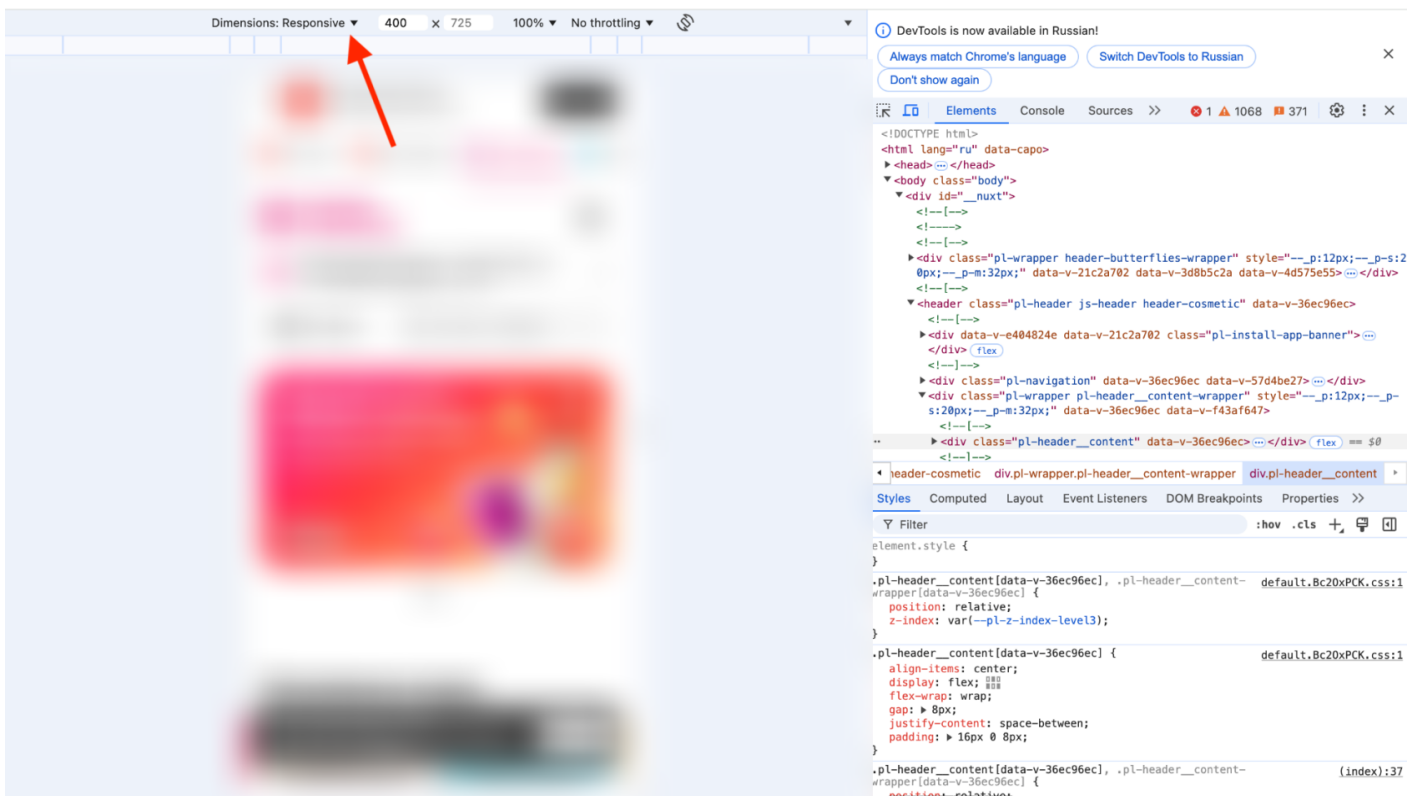 Dimensions: Responsive ▼ 400 x 725 100% ▼ No throttling ▼
DevTools is now available in Russian!
Always match Chrome's language Switch DevTools to Russian
Don't show again
Elements Console Sources >> 1 1068 371
<!DOCTYPE html>
<html lang="ru" data-capo>
<head> ··· </head>
<body class="body">
<div id="__nuxt">
<!--[-->
<!---->
<!--[-->
<div class="pl-wrapper header-butterflies-wrapper" style="--_p:12px;--_p-s:2
0px;--_p-m:32px;" data-v-21c2a702 data-v-3d8b5c2a data-v-4d575e55> ··· </div>
<!--[-->
<header class="pl-header js-header header-cosmetic" data-v-36ec96ec>
<!--[-->
<div data-v-e404824e data-v-21c2a702 class="pl-install-app-banner"> ···
</div> flex
<!--]-->
<div class="pl-navigation" data-v-36ec96ec data-v-57d4be27> ··· </div>
<div class="pl-wrapper pl-header__content-wrapper" style="--_p:12px;--_p-
s:20px;--_p-m:32px;" data-v-36ec96ec data-v-f43af647>
<!--[-->
<div class="pl-header__content" data-v-36ec96ec> ··· </div> flex == $0
<!--]-->
header-cosmetic div.pl-wrapper.pl-header__content-wrapper div.pl-header__content
Styles Computed Layout Event Listeners DOM Breakpoints Properties >>
Filter :hov .cls
element.style {
}
.pl-header__content[data-v-36ec96ec], .pl-header__content- default.Bc2OxPCK.css:1
wrapper[data-v-36ec96ec] {
position: relative;
z-index: var(--pl-z-index-level3);
}
.pl-header__content[data-v-36ec96ec] { default.Bc2OxPCK.css:1
align-items: center;
display: flex;
flex-wrap: wrap;
gap: 8px;
justify-content: space-between;
padding: 16px 0 8px;
}
.pl-header__content[data-v-36ec96ec], .pl-header__content- (index):37
wrapper[data-v-36ec96ec] {
position: relative;